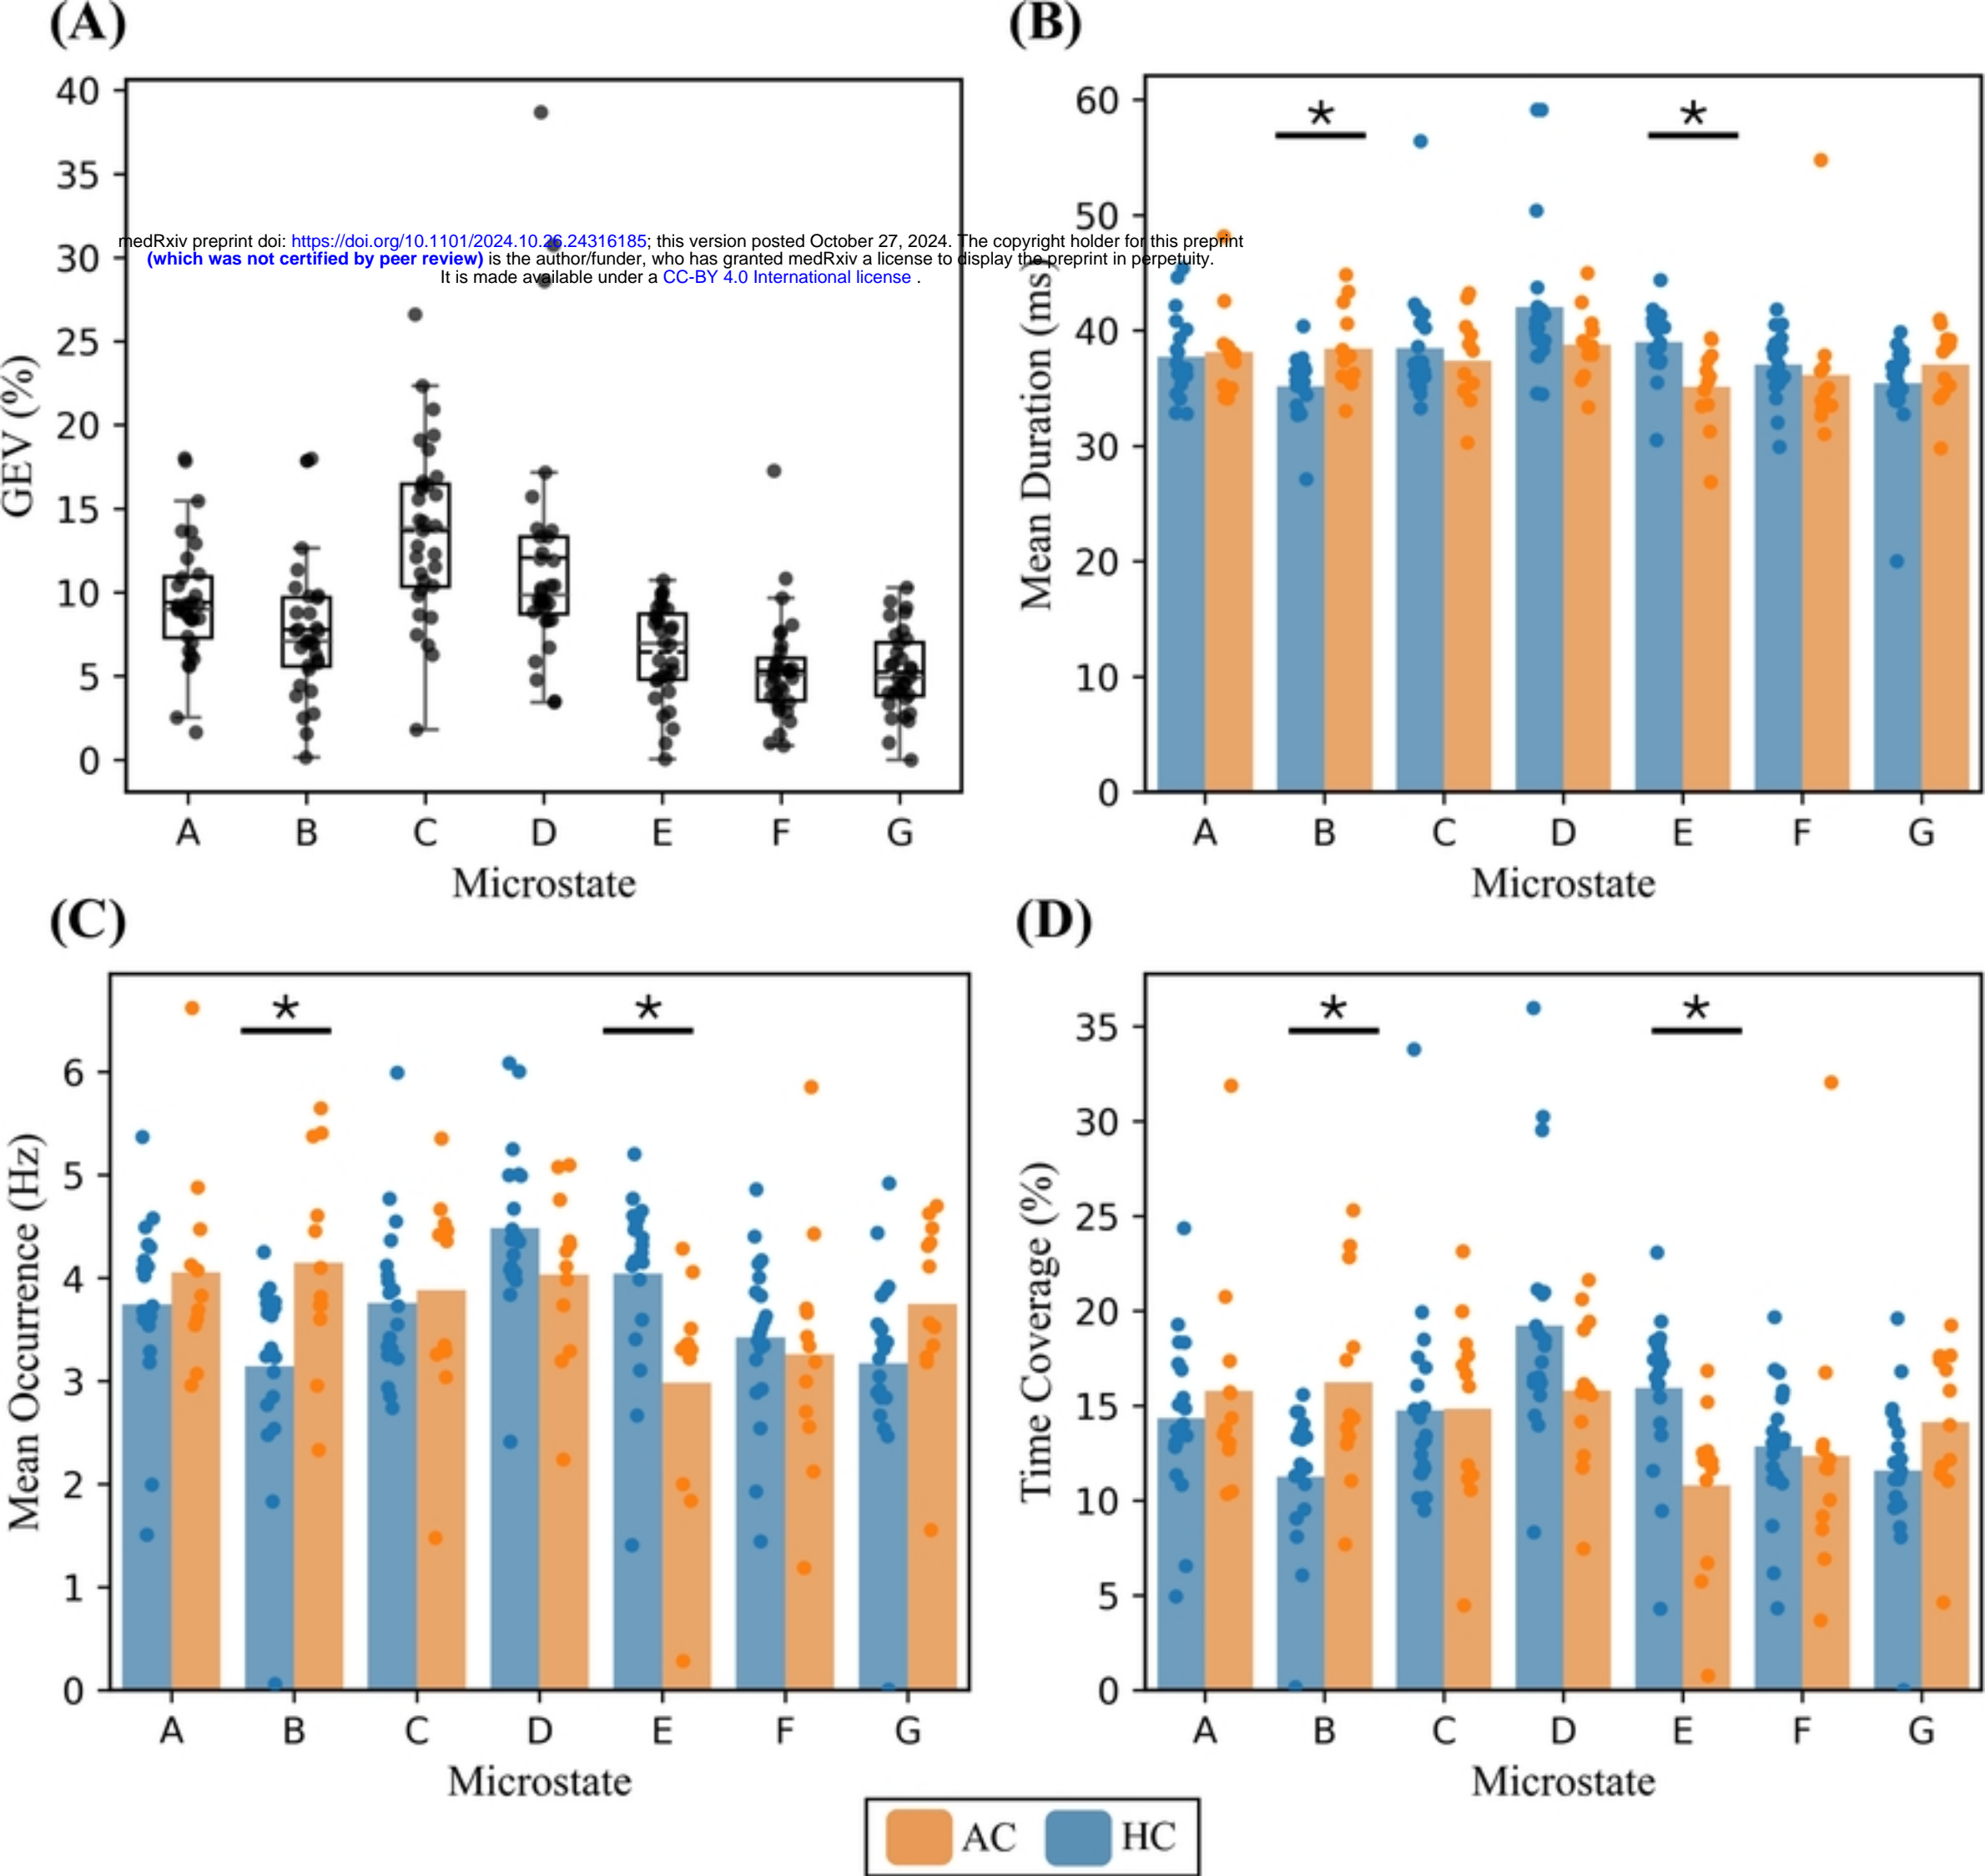 (A)
40
35
30
25
20
15
10
5
0
GEV (%)
A B C D E F G
Microstate
(B)
60
50
40
30
20
10
0
Mean Duration (ms)
* *
A B C D E F G
Microstate
medRxiv preprint doi: https://doi.org/10.1101/2024.10.26.24316185; this version posted October 27, 2024. The copyright holder for this preprint
(which was not certified by peer review) is the author/funder, who has granted medRxiv a license to display the preprint in perpetuity.
It is made available under a CC-BY 4.0 International license .
(C)
6
5
4
3
2
1
0
Mean Occurrence (Hz)
* *
A B C D E F G
Microstate
(D)
35
30
25
20
15
10
5
0
Time Coverage (%)
* *
A B C D E F G
Microstate
AC HC